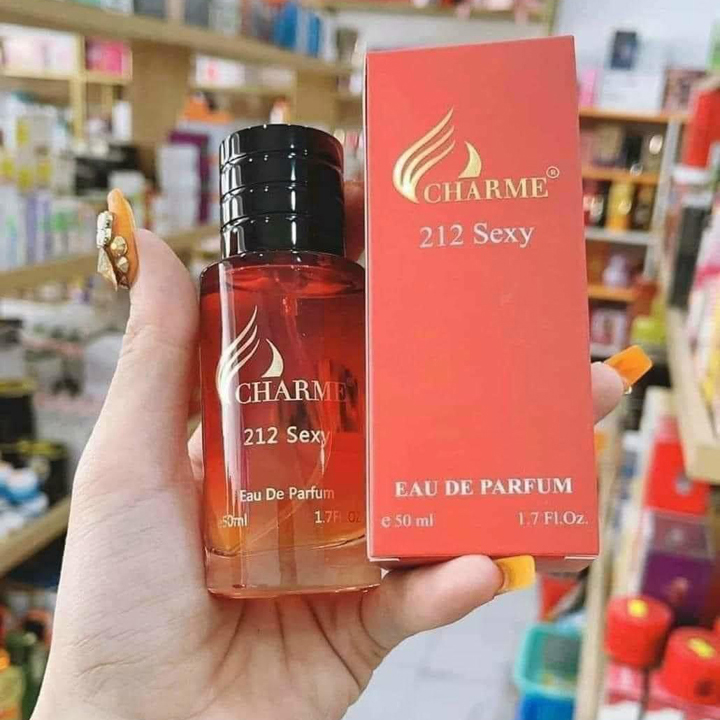 CHARME
212 Sexy
Eau De Parfum
e50ml 1.7Fl.Oz
CHARME®
212 Sexy
EAU DE PARFUM
e 50 ml 1.7 Fl.Oz.